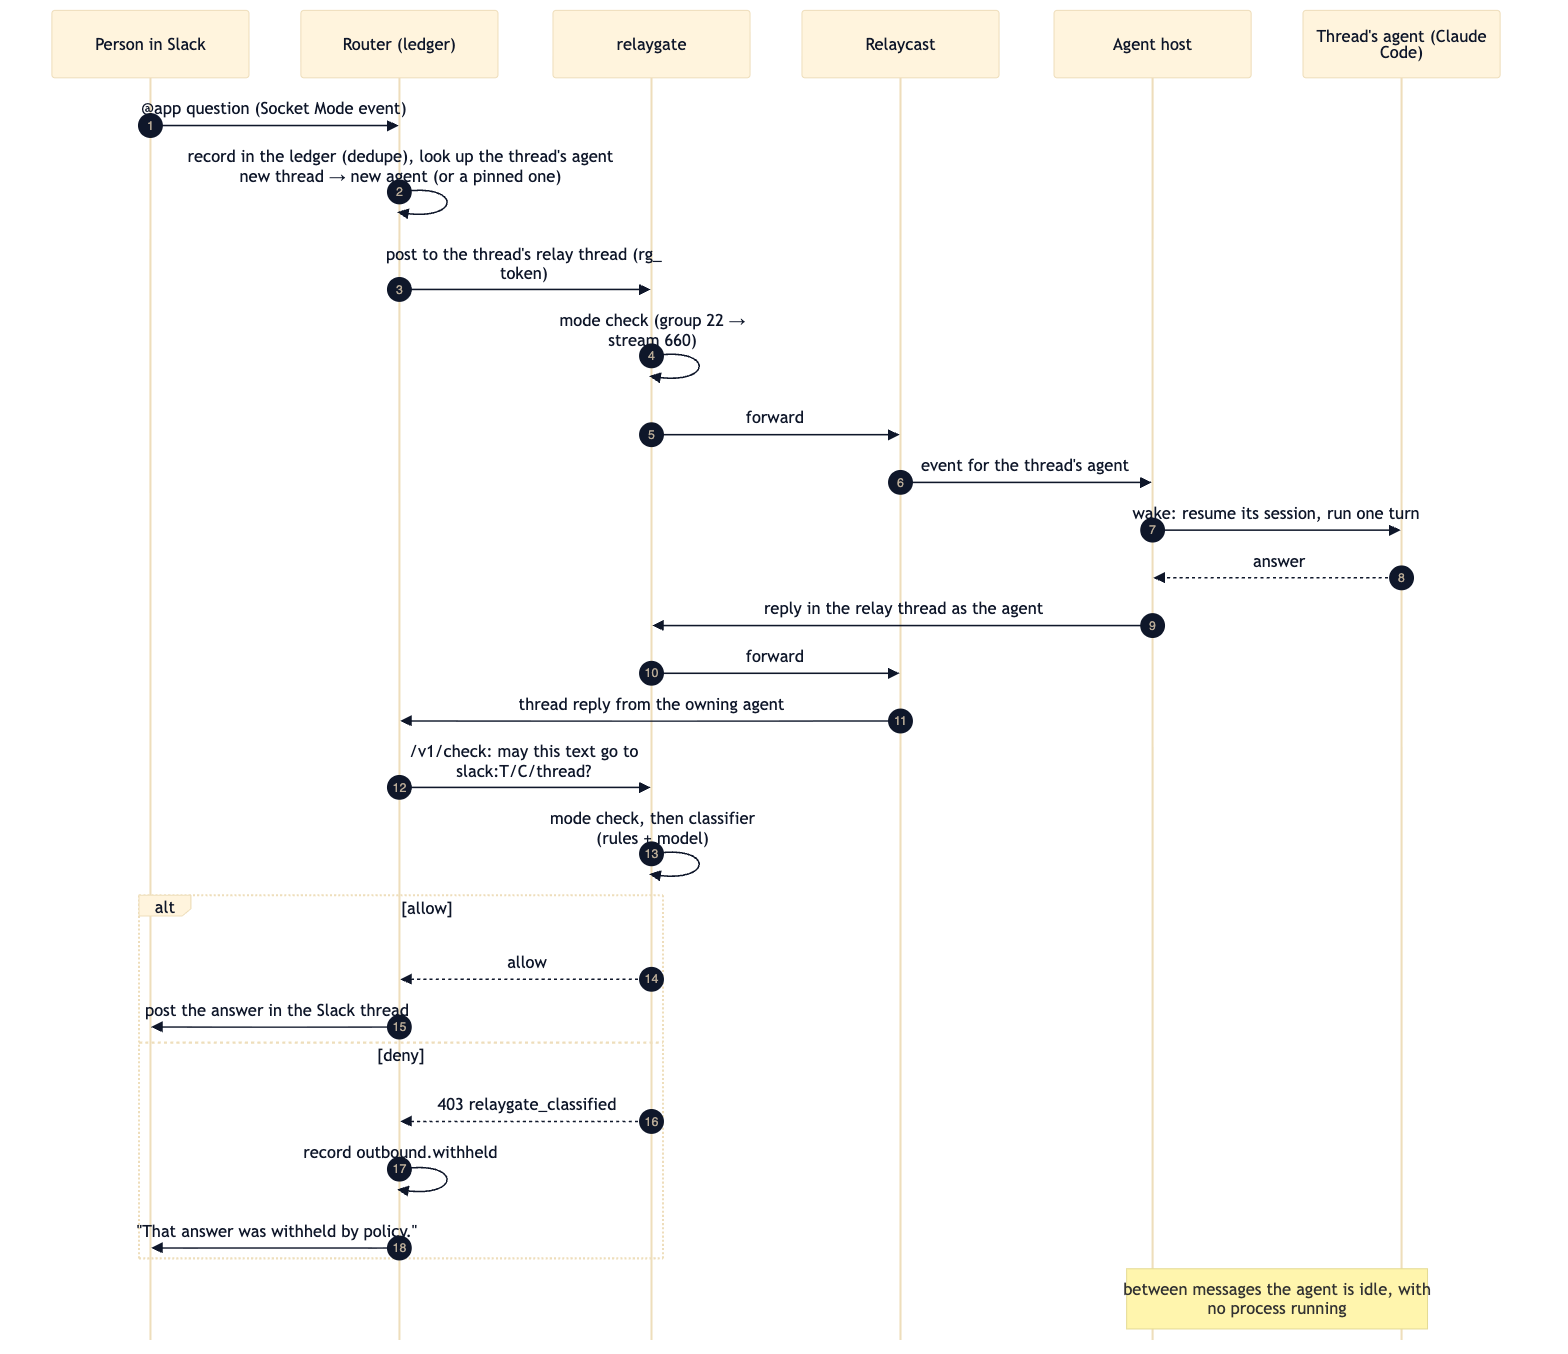 Person in Slack
Router (ledger)
relaygate
Relaycast
Agent host
Thread's agent (Claude
Code)
@app question (Socket Mode event)
1
record in the ledger (dedupe), look up the thread's agent
new thread → new agent (or a pinned one)
2
post to the thread's relay thread (rg_
token)
3
mode check (group 22 →
stream 660)
4
forward
5
event for the thread's agent
6
wake: resume its session, run one turn
7
answer
8
reply in the relay thread as the agent
9
forward
10
thread reply from the owning agent
11
/v1/check: may this text go to
slack:T/C/thread?
12
mode check, then classifier
(rules + model)
13
alt
[allow]
allow
14
post the answer in the Slack thread
15
[deny]
403 relaygate_classified
16
record outbound.withheld
17
"That answer was withheld by policy."
18
between messages the agent is idle, with
no process running